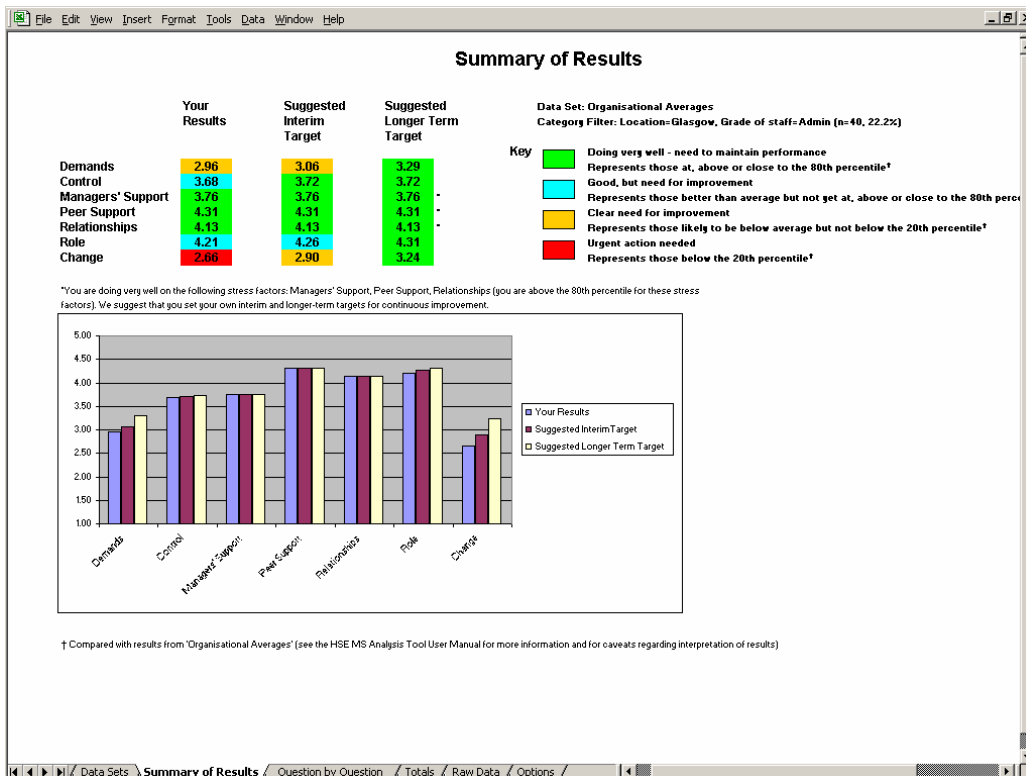 File Edit View Insert Format Tools Data Window Help
Summary of Results
Your Results
Suggested Interim Target
Suggested Longer Term Target
Data Set: Organisational Averages
Category Filter: Location=Glasgow, Grade of staff=Admin (n=40, 22.2%)
Demands 2.96 3.06 3.29
Control 3.68 3.72 3.72
Managers' Support 3.76 3.76 3.76 *
Peer Support 4.31 4.31 4.31 *
Relationships 4.13 4.13 4.13 *
Role 4.21 4.26 4.31
Change 2.66 2.90 3.24
Key
Doing very well - need to maintain performance
Represents those at, above or close to the 80th percentile†
Good, but need for improvement
Represents those better than average but not yet at, above or close to the 80th perc
Clear need for improvement
Represents those likely to be below average but not below the 20th percentile†
Urgent action needed
Represents those below the 20th percentile†
*You are doing very well on the following stress factors: Managers' Support, Peer Support, Relationships (you are above the 80th percentile for these stress
factors). We suggest that you set your own interim and longer-term targets for continuous improvement.
5.00
4.50
4.00
3.50
3.00
2.50
2.00
1.50
1.00
Demands
Control
Managers' Support
Peer Support
Relationships
Role
Change
Your Results
Suggested InterimTarget
Suggested Longer Term Target
† Compared with results from 'Organisational Averages' (see the HSE MS Analysis Tool User Manual for more information and for caveats regarding interpretation of results)
Data Sets Summary of Results Question by Question Totals Raw Data Options